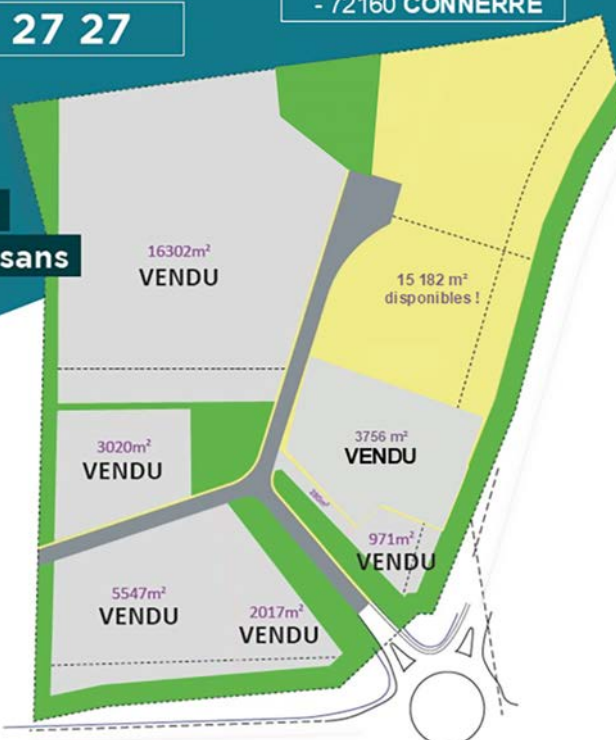 27 27
- 72160 CONNERRE
sans
16302m²
VENDU
15 182 m²
disponibles !
3020m²
VENDU
3756 m²
VENDU
971m²
VENDU
5547m²
VENDU
2017m²
VENDU